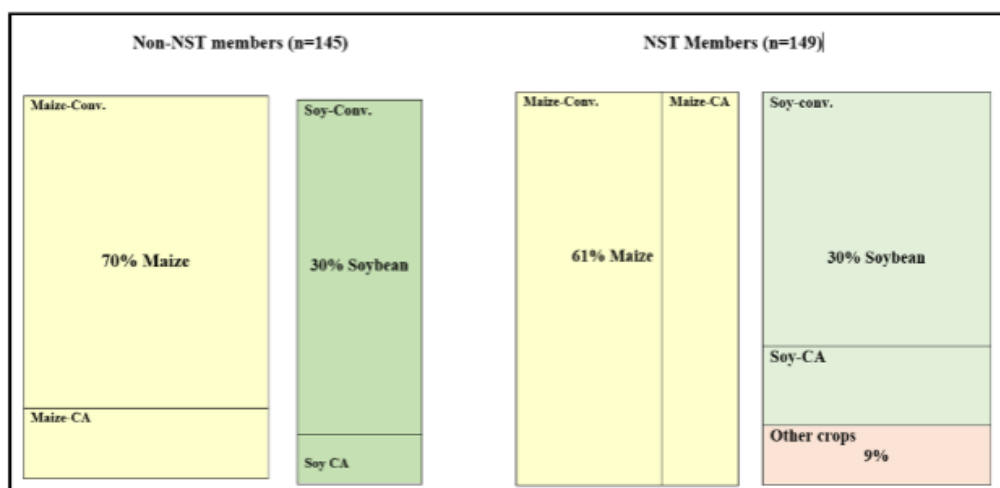 Non-NST members (n=145)
NST Members (n=149)
Maize-Conv.
70% Maize
Maize-CA
Soy-Conv.
30% Soybean
Soy CA
Maize-Conv.
Maize-CA
61% Maize
Soy-conv.
30% Soybean
Soy-CA
Other crops
9%